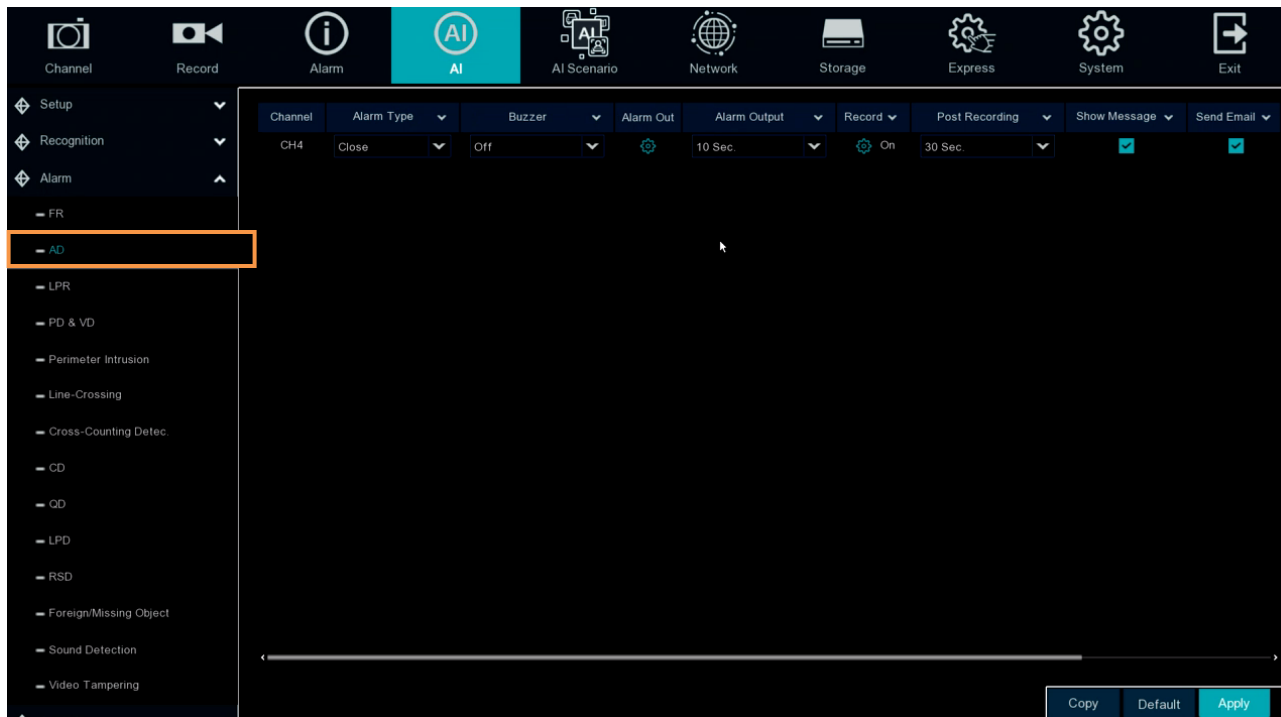 Channel Record Alarm AI AI Scenario Network Storage Express System Exit
Setup
Recognition
Alarm
FR
AD
LPR
PD & VD
Perimeter Intrusion
Line-Crossing
Cross-Counting Detec.
CD
QD
LPD
RSD
Foreign/Missing Object
Sound Detection
Video Tampering
Channel Alarm Type Buzzer Alarm Out Alarm Output Record Post Recording Show Message Send Email
CH4 Close Off 10 Sec. On 30 Sec.
Copy Default Apply